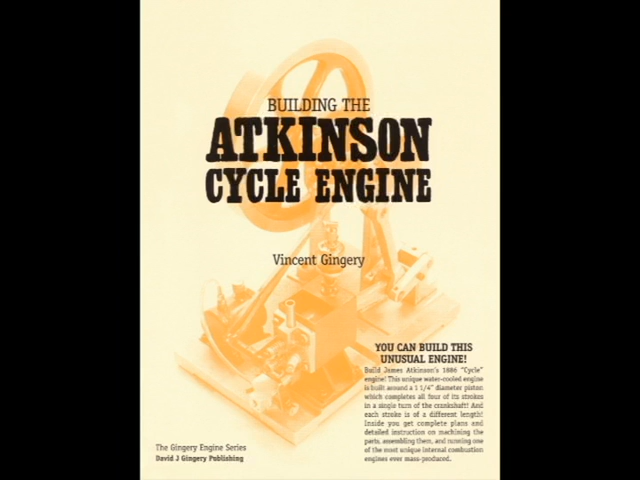 BUILDING THE
ATKINSON
CYCLE ENGINE
Vincent Gingery
YOU CAN BUILD THIS
UNUSUAL ENGINE!
Build James Atkinson's 1886 "Cycle"
engine! This unique water-cooled engine
is built around a 1 1/4" diameter piston
which completes all four of its strokes
in a single turn of the crankshaft! And
each stroke is of a different length!
Inside you get complete plans and
detailed instruction on machining the
parts, assembling them, and running one
of the most unique internal combustion
engines ever mass-produced.
The Gingery Engine Series
David J Gingery Publishing